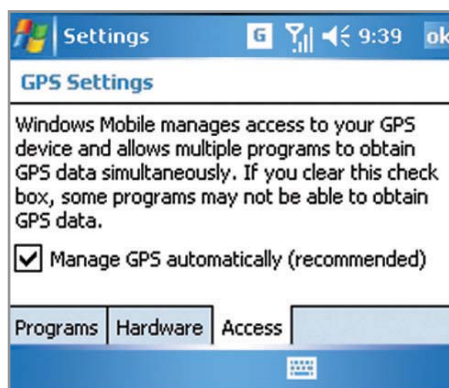 Settings G 9:39 ok
GPS Settings
Windows Mobile manages access to your GPS
device and allows multiple programs to obtain
GPS data simultaneously. If you clear this check
box, some programs may not be able to obtain
GPS data.
Manage GPS automatically (recommended)
Programs Hardware Access